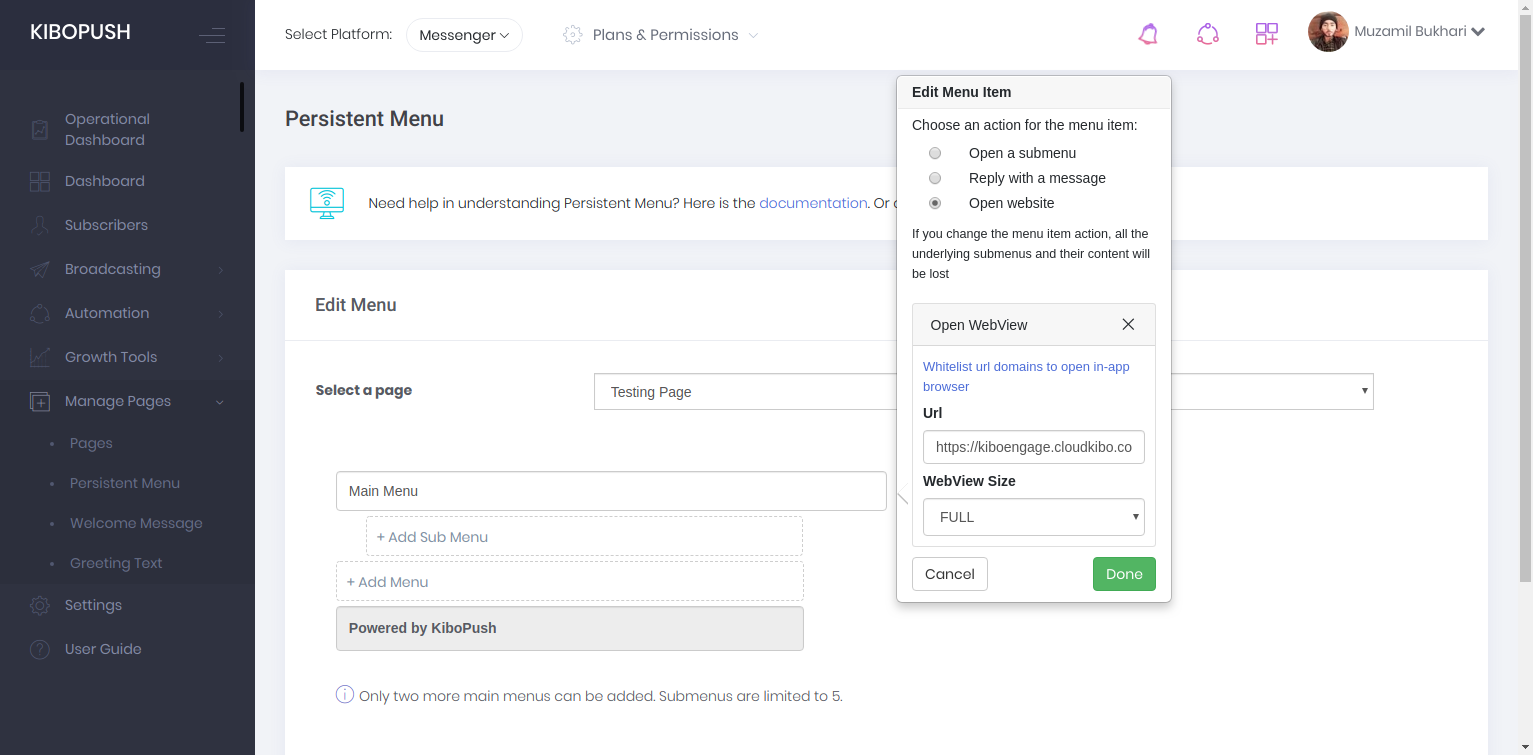 KIBOPUSH
Select Platform:
Messenger
Plans & Permissions
Muzamil Bukhari
Operational
Dashboard
Dashboard
Subscribers
Broadcasting
Automation
Growth Tools
Manage Pages
Pages
Persistent Menu
Welcome Message
Greeting Text
Settings
User Guide
Persistent Menu
Need help in understanding Persistent Menu? Here is the documentation. Or
Edit Menu
Select a page
Testing Page
Main Menu
+ Add Sub Menu
+ Add Menu
Powered by KiboPush
Only two more main menus can be added. Submenus are limited to 5.
Edit Menu Item
Choose an action for the menu item:
Open a submenu
Reply with a message
Open website
If you change the menu item action, all the
underlying submenus and their content will
be lost
Open WebView
Whitelist url domains to open in-app
browser
Url
https://kiboengage.cloudkibo.co
WebView Size
FULL
Cancel
Done